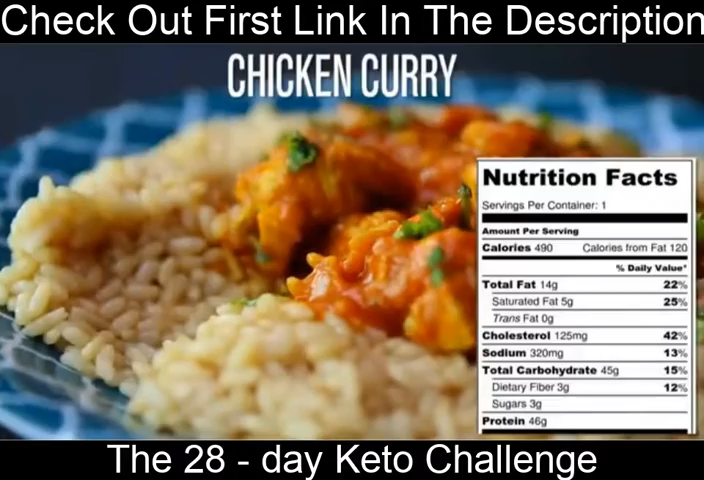 Check Out First Link In The Description
CHICKEN CURRY
Nutrition Facts
Servings Per Container: 1
Amount Per Serving
Calories 490 Calories from Fat 120
% Daily Value*
Total Fat 14g 22%
Saturated Fat 5g 25%
Trans Fat 0g
Cholesterol 125mg 42%
Sodium 320mg 13%
Total Carbohydrate 45g 15%
Dietary Fiber 3g 12%
Sugars 3g
Protein 46g
The 28 - day Keto Challenge